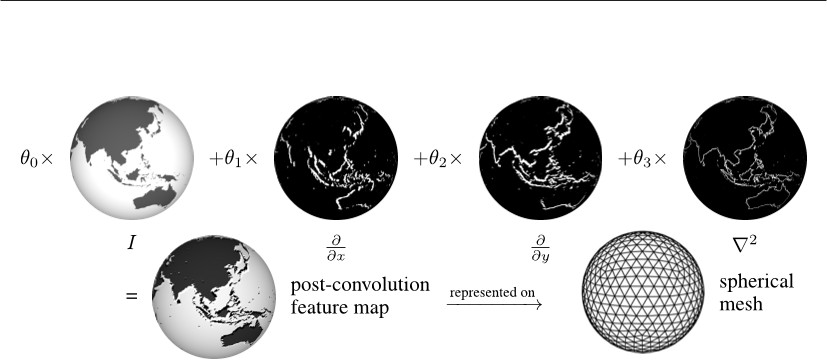 θ₀× +θ₁× +θ₂× +θ₃×
I ∂/∂x ∂/∂y ∇²
= post-convolution feature map represented on spherical mesh